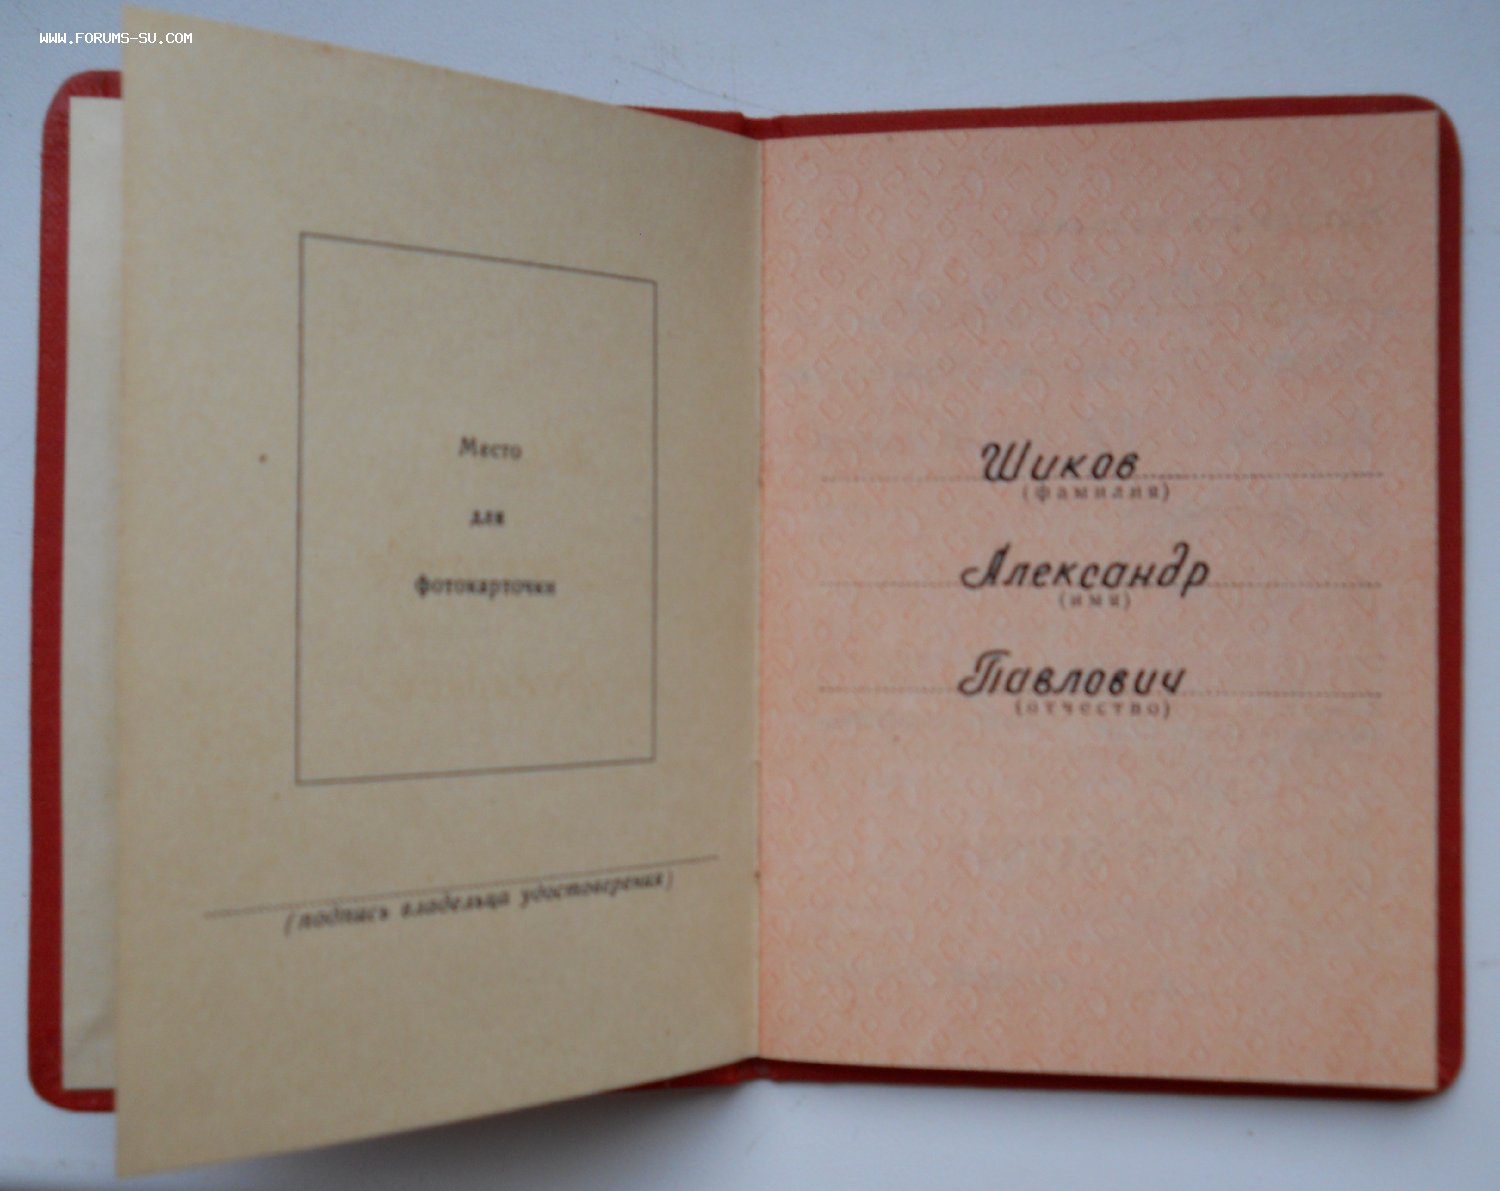 www.forums-su.com
Место
для
фотокарточки
(подпись владельца удостоверения)
Шиков
(фамилия)
Александр
(имя)
Павлович
(отчество)